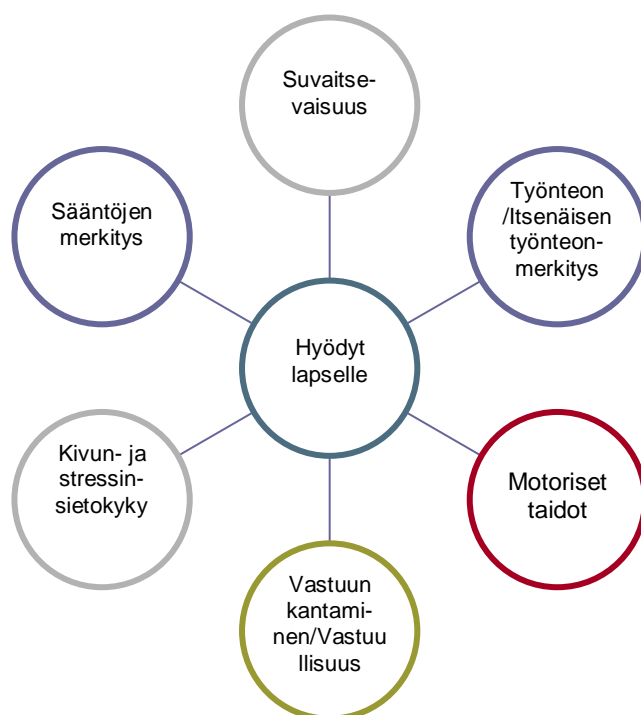 Suvaitse-
vaisuus
Sääntöjen
merkitys
Työnteon
/Itsenäisen
työnteon-
merkitys
Hyödyt
lapselle
Kivun- ja
stressin-
sietokyky
Motoriset
taidot
Vastuun
kantami-
nen/Vastuu
llisuus